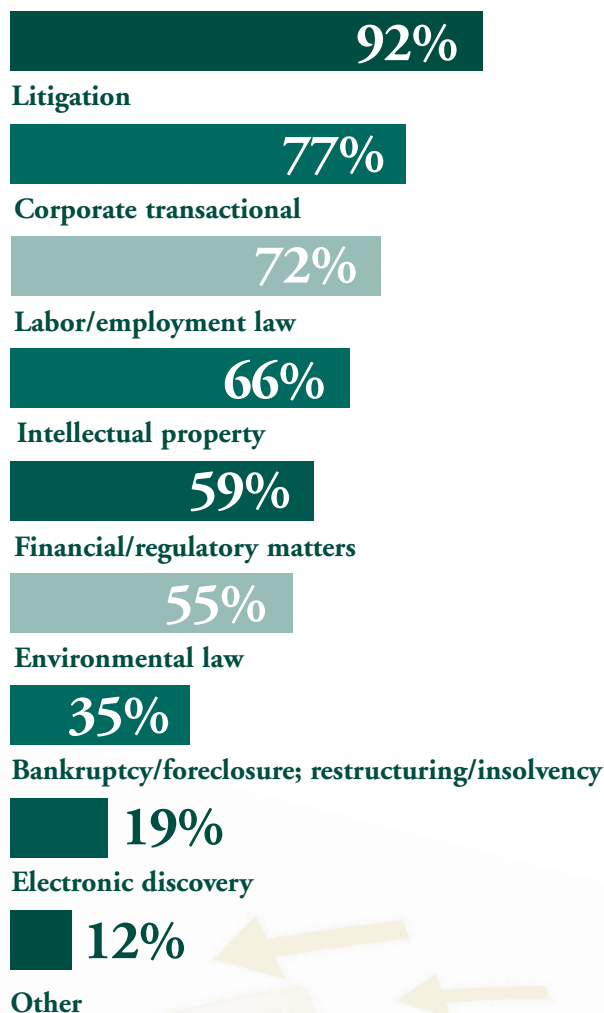 92%
Litigation
77%
Corporate transactional
72%
Labor/employment law
66%
Intellectual property
59%
Financial/regulatory matters
55%
Environmental law
35%
Bankruptcy/foreclosure; restructuring/insolvency
19%
Electronic discovery
12%
Other